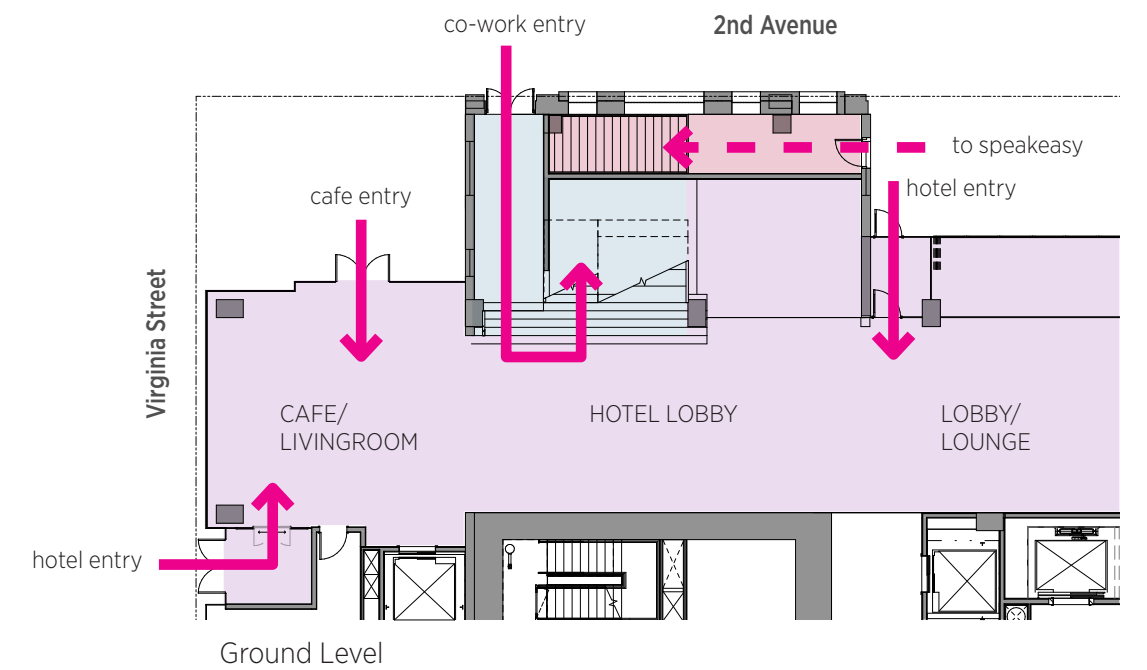 co-work entry
2nd Avenue
to speakeasy
cafe entry
hotel entry
Virginia Street
CAFE/
LIVINGROOM
HOTEL LOBBY
LOBBY/
LOUNGE
hotel entry
Ground Level